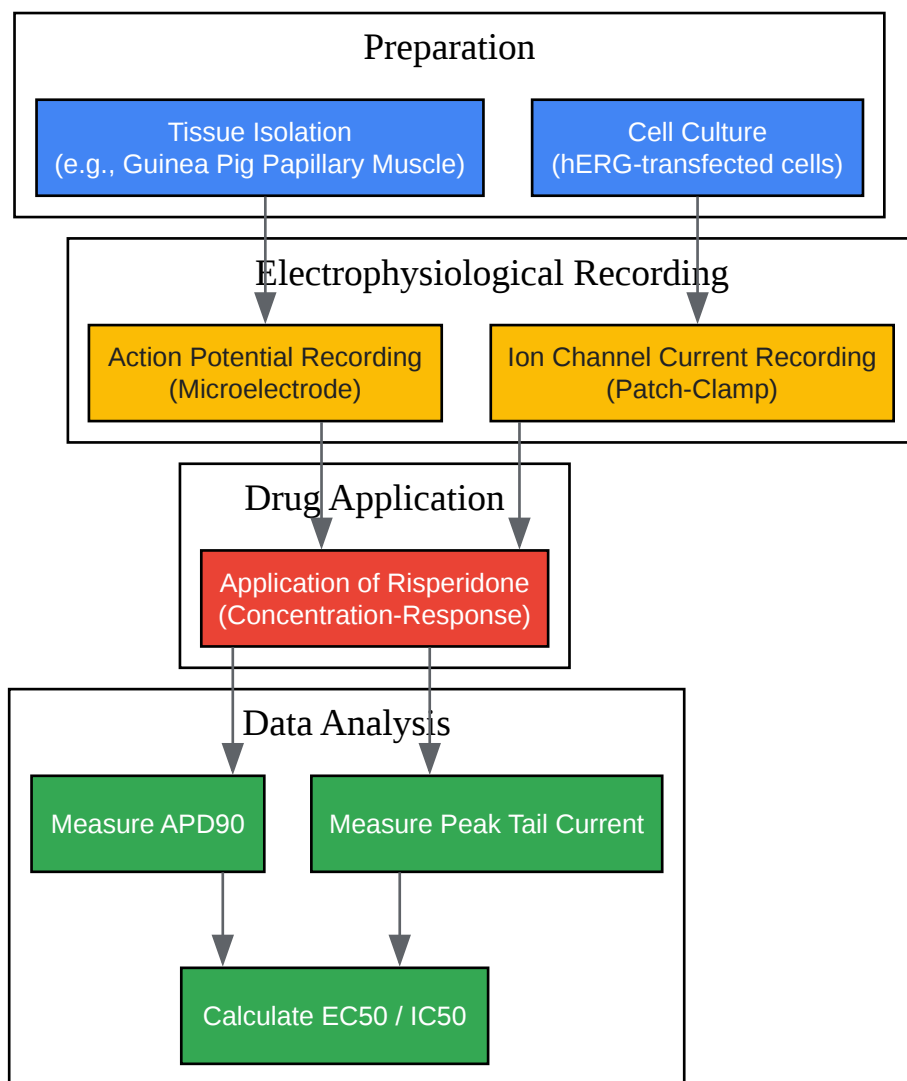 Preparation
Tissue Isolation
(e.g., Guinea Pig Papillary Muscle)
Cell Culture
(hERG-transfected cells)
Electrophysiological Recording
Action Potential Recording
(Microelectrode)
Ion Channel Current Recording
(Patch-Clamp)
Drug Application
Application of Risperidone
(Concentration-Response)
Data Analysis
Measure APD90
Measure Peak Tail Current
Calculate EC50 / IC50